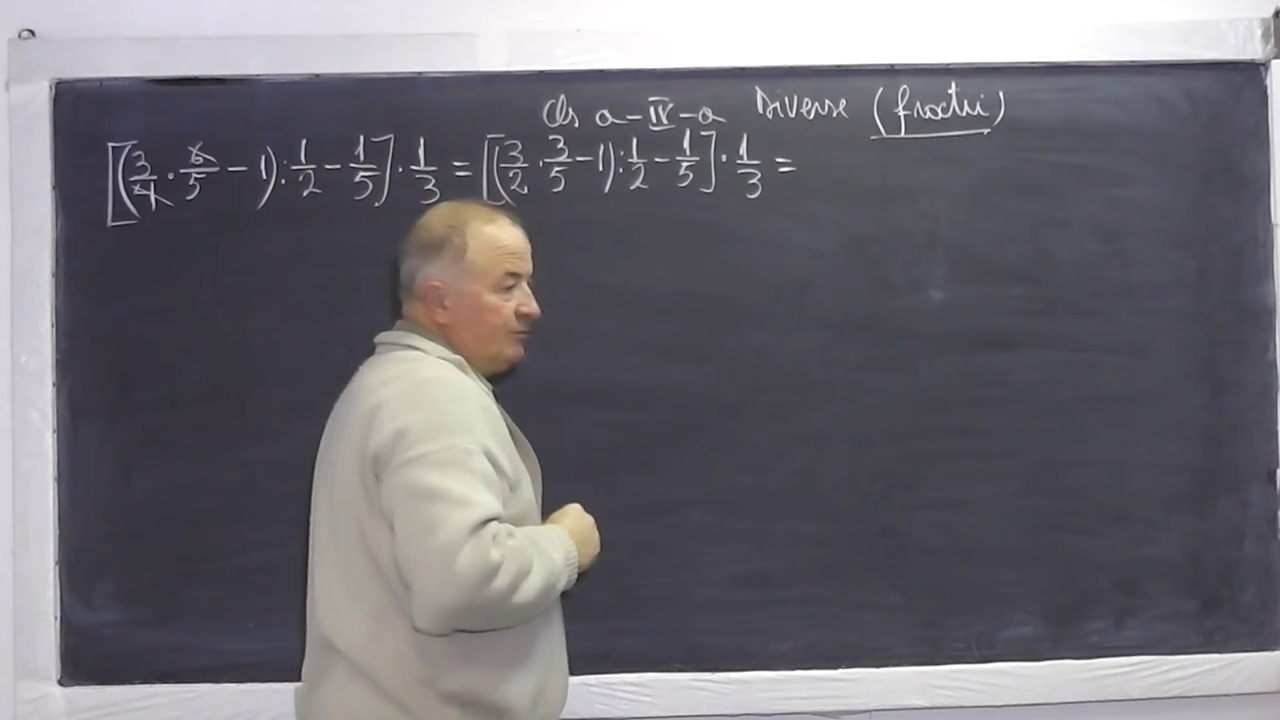 cls a-IV-a Diverse (fractii)
[(3/4 · 6/5 - 1) : 1/2 - 1/5] · 1/3 = [(3/2 · 3/5 - 1) : 1/2 - 1/5] · 1/3 =